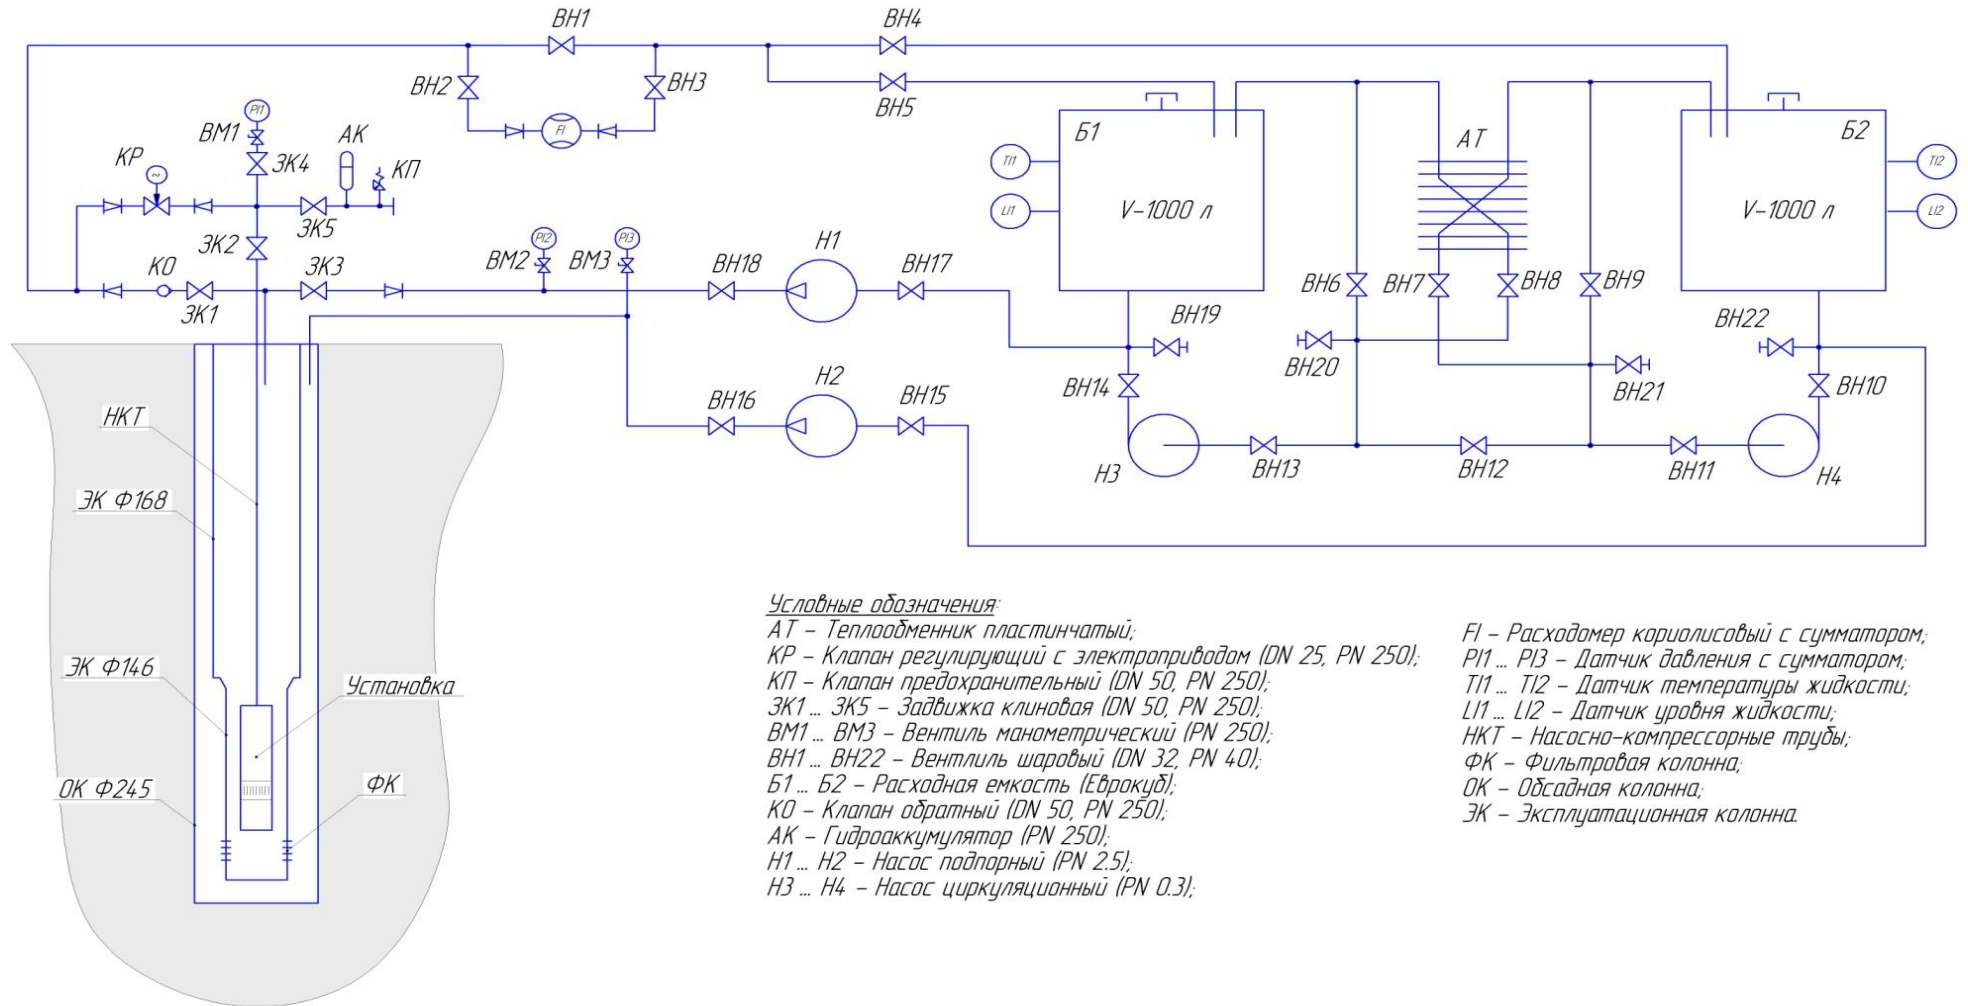 ВН1
ВН4
ВН2
ВН3
ВН5
PI1
ВМ1
АК
FI
Б1
АТ
Б2
КР
ЗК4
КП
~
TI1
TI2
V-1000 л
V-1000 л
LI1
LI2
ЗК2
ЗК5
PI2
PI3
Н1
КО
ЗК3
ВМ2
ВМ3
ВН18
ВН17
ВН6
ВН7
ВН8
ВН9
ЗК1
ВН19
ВН22
ВН20
Н2
ВН14
ВН21
ВН10
НКТ
ВН16
ВН15
Н3
ВН13
ВН12
ВН11
Н4
ЭК Ф168
ЭК Ф146
Установка
ОК Ф245
ФК
Условные обозначения:
АТ – Теплообменник пластинчатый;
КР – Клапан регулирующий с электроприводом (DN 25, PN 250);
КП – Клапан предохранительный (DN 50, PN 250);
ЗК1 ... ЗК5 – Задвижка клиновая (DN 50, PN 250);
ВМ1 ... ВМ3 – Вентиль манометрический (PN 250);
ВН1 ... ВН22 – Вентлиль шаровый (DN 32, PN 40);
Б1 ... Б2 – Расходная емкость (Еврокуб);
КО – Клапан обратный (DN 50, PN 250);
АК – Гидроаккумулятор (PN 250);
Н1 ... Н2 – Насос подпорный (PN 2.5);
Н3 ... Н4 – Насос циркуляционный (PN 0.3);
FI – Расходомер кориолисовый с сумматором;
PI1 ... PI3 – Датчик давления с сумматором;
TI1 ... TI2 – Датчик температуры жидкости;
LI1 ... LI2 – Датчик уровня жидкости;
НКТ – Насосно-компрессорные трубы;
ФК – Фильтровая колонна;
ОК – Обсадная колонна;
ЭК – Эксплуатационная колонна.